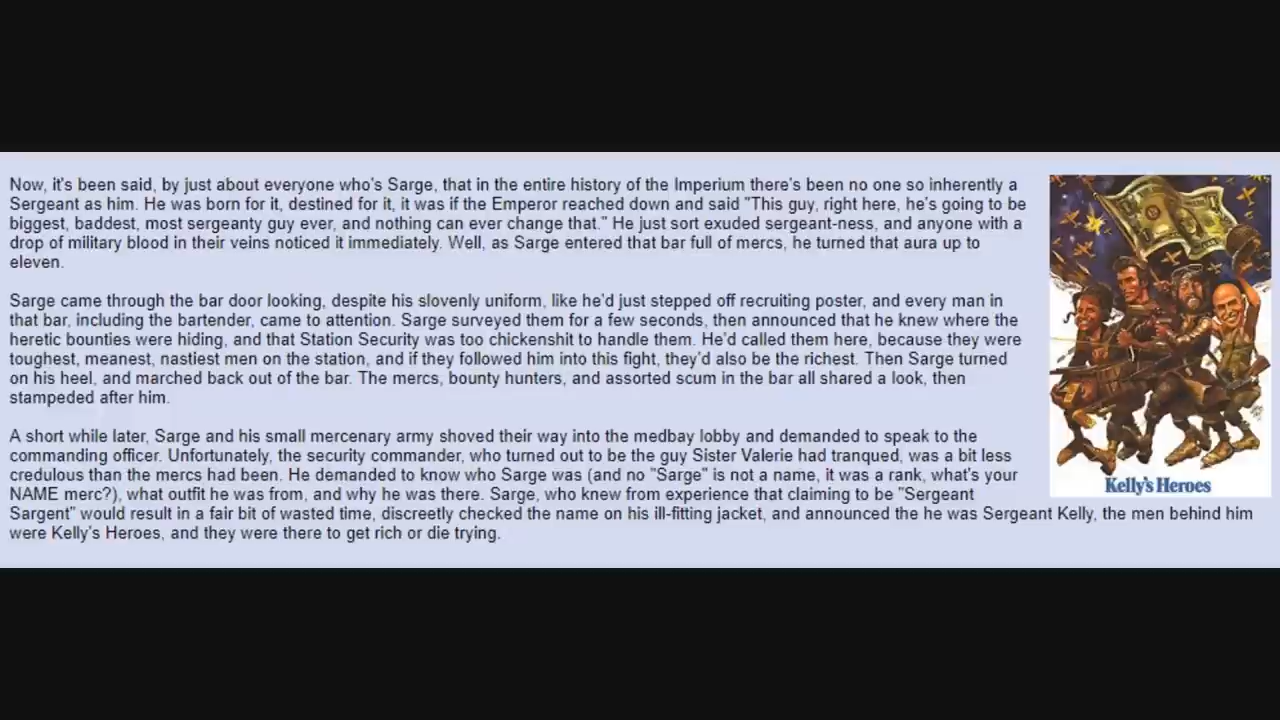 Now, it's been said, by just about everyone who's Sarge, that in the entire history of the Imperium there's been no one so inherently a
Sergeant as him. He was born for it, destined for it, it was if the Emperor reached down and said "This guy, right here, he's going to be
biggest, baddest, most sergeanty guy ever, and nothing can ever change that." He just sort exuded sergeant-ness, and anyone with a
drop of military blood in their veins noticed it immediately. Well, as Sarge entered that bar full of mercs, he turned that aura up to
eleven.
Sarge came through the bar door looking, despite his slovenly uniform, like he'd just stepped off recruiting poster, and every man in
that bar, including the bartender, came to attention. Sarge surveyed them for a few seconds, then announced that he knew where the
heretic bounties were hiding, and that Station Security was too chickenshit to handle them. He'd called them here, because they were
toughest, meanest, nastiest men on the station, and if they followed him into this fight, they'd also be the richest. Then Sarge turned
on his heel, and marched back out of the bar. The mercs, bounty hunters, and assorted scum in the bar all shared a look, then
stampeded after him.
A short while later, Sarge and his small mercenary army shoved their way into the medbay lobby and demanded to speak to the
commanding officer. Unfortunately, the security commander, who turned out to be the guy Sister Valerie had tranqued, was a bit less
credulous than the mercs had been. He demanded to know who Sarge was (and no "Sarge" is not a name, it was a rank, what's your
NAME merc?), what outfit he was from, and why he was there. Sarge, who knew from experience that claiming to be "Sergeant
Sargent" would result in a fair bit of wasted time, discreetly checked the name on his ill-fitting jacket, and announced the he was Sergeant Kelly, the men behind him
were Kelly's Heroes, and they were there to get rich or die trying.
Kelly's Heroes